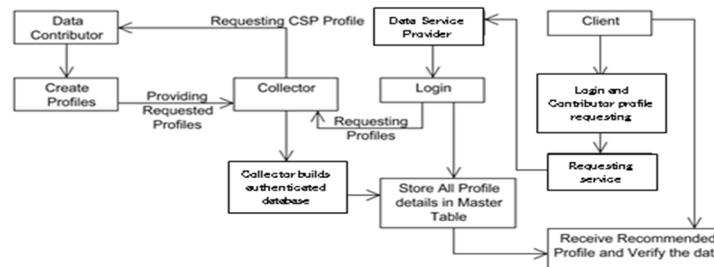 Data
Contributor
Requesting CSP Profile
Data Service
Provider
Client
Create
Profiles
Providing
Requested
Profiles
Collector
Login
Requesting
Profiles
Login and
Contributor profile
requesting
Collector builds
authenticated
database
Store All Profile
details in Master
Table
Requesting
service
Receive Recommended
Profile and Verify the dat